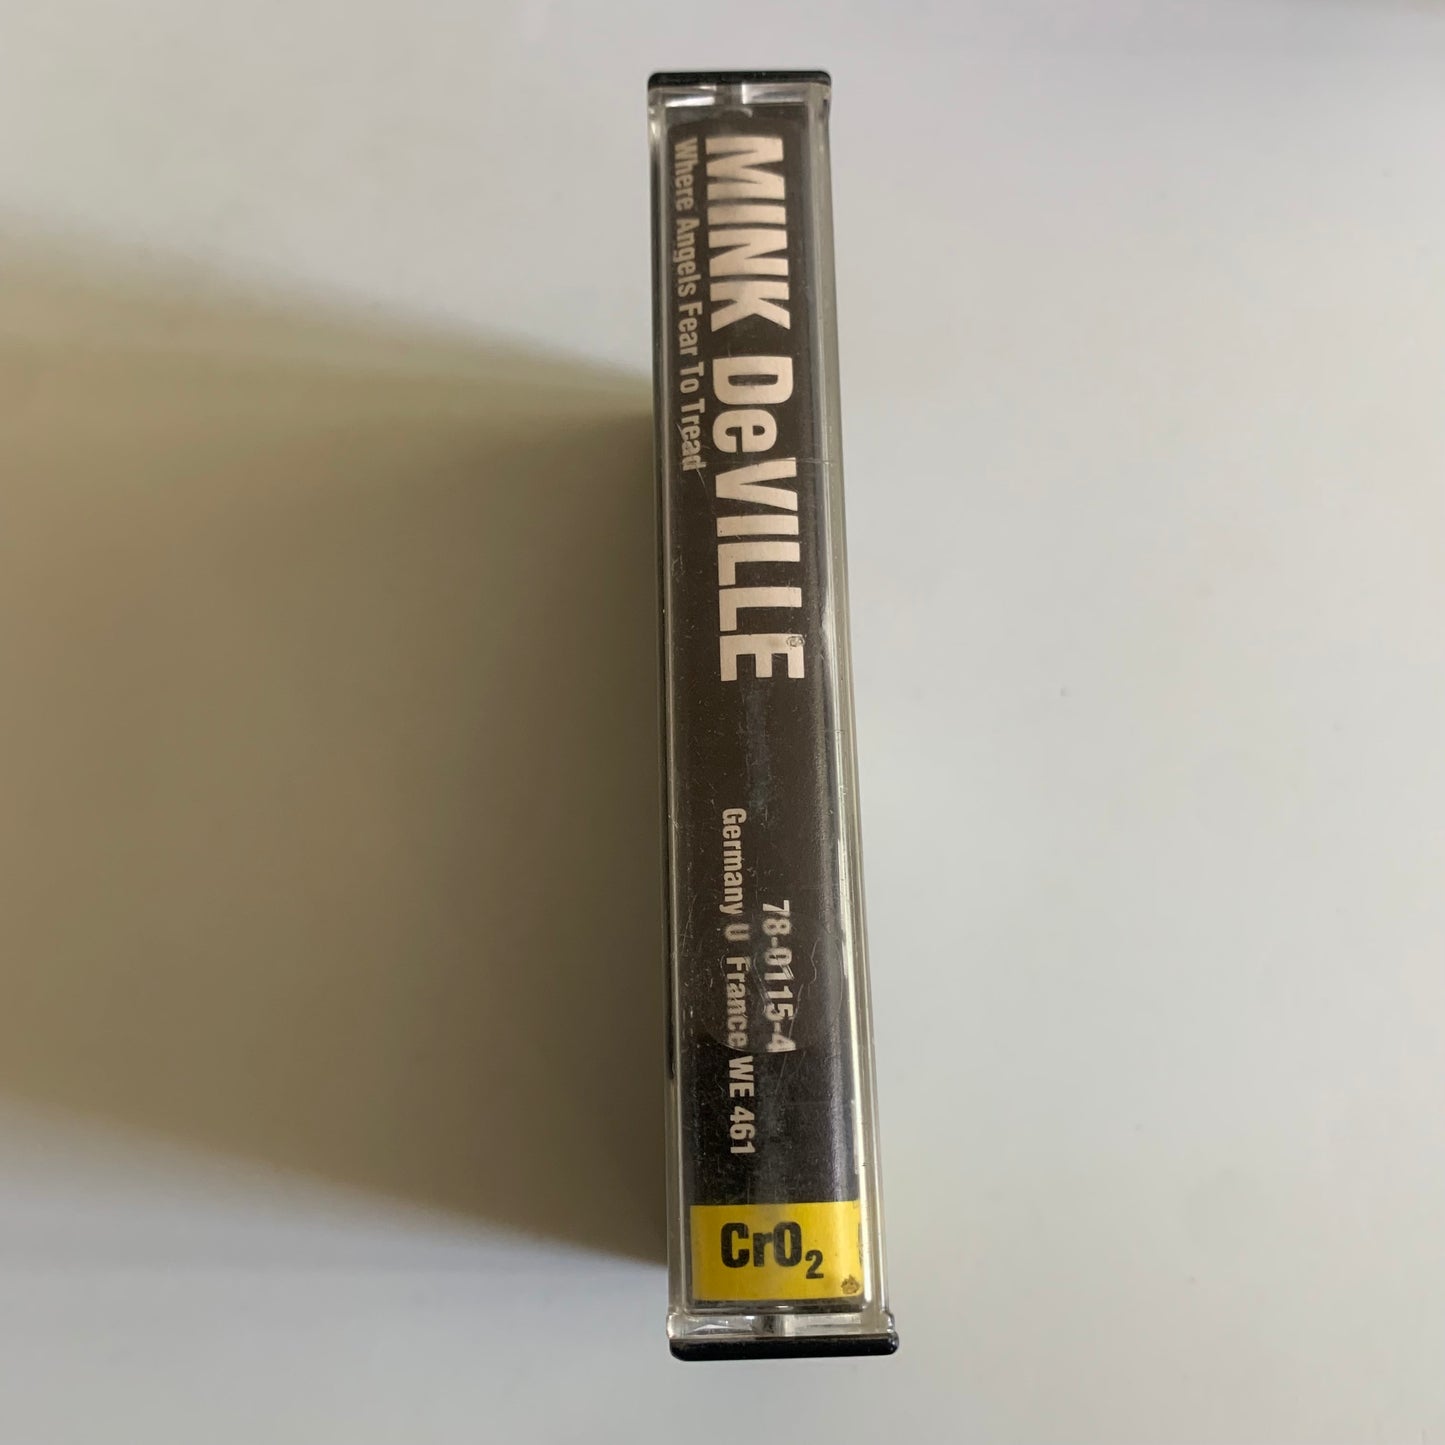 MINK DeVILLE
Where Angels Fear To Tread
78-0115-4
Germany U France WE 461
CrO₂